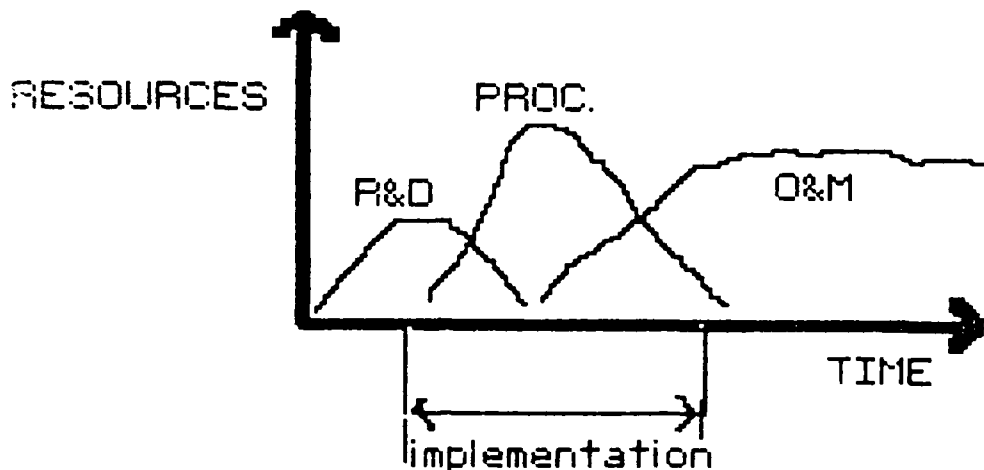 RESOURCES
PROC.
R&D
O&M
TIME
implementation